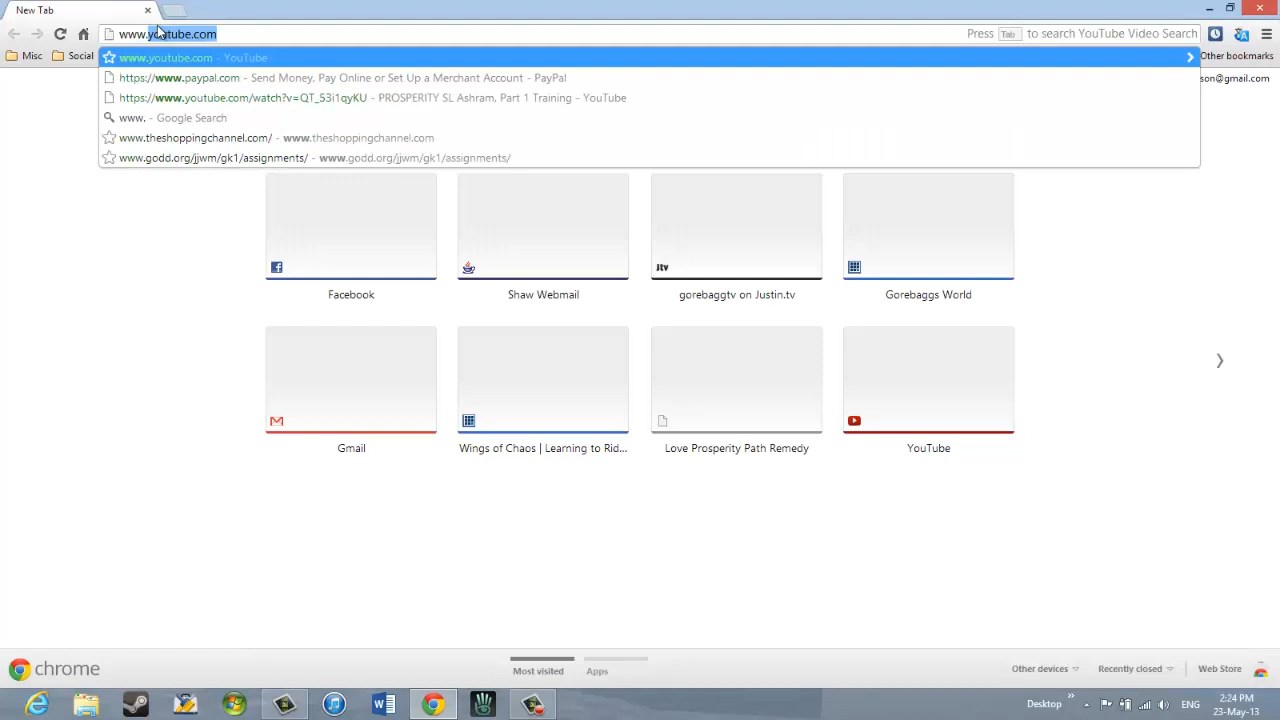 New Tab
www.youtube.com
Press Tab to search YouTube Video Search
Misc
Social
Other bookmarks
www.youtube.com - YouTube
https://www.paypal.com - Send Money, Pay Online or Set Up a Merchant Account - PayPal
son@gmail.com
https://www.youtube.com/watch?v=QT_53i1qyKU - PROSPERITY SL Ashram, Part 1 Training - YouTube
www. - Google Search
www.theshoppingchannel.com/ - www.theshoppingchannel.com
www.godd.org/jjwm/gk1/assignments/ - www.godd.org/jjwm/gk1/assignments/
jtv
Facebook
Shaw Webmail
gorebaggtv on Justin.tv
Gorebaggs World
Gmail
Wings of Chaos | Learning to Rid...
Love Prosperity Path Remedy
YouTube
chrome
Most visited
Apps
Other devices
Recently closed
Web Store
Desktop
ENG
2:24 PM
23-May-13